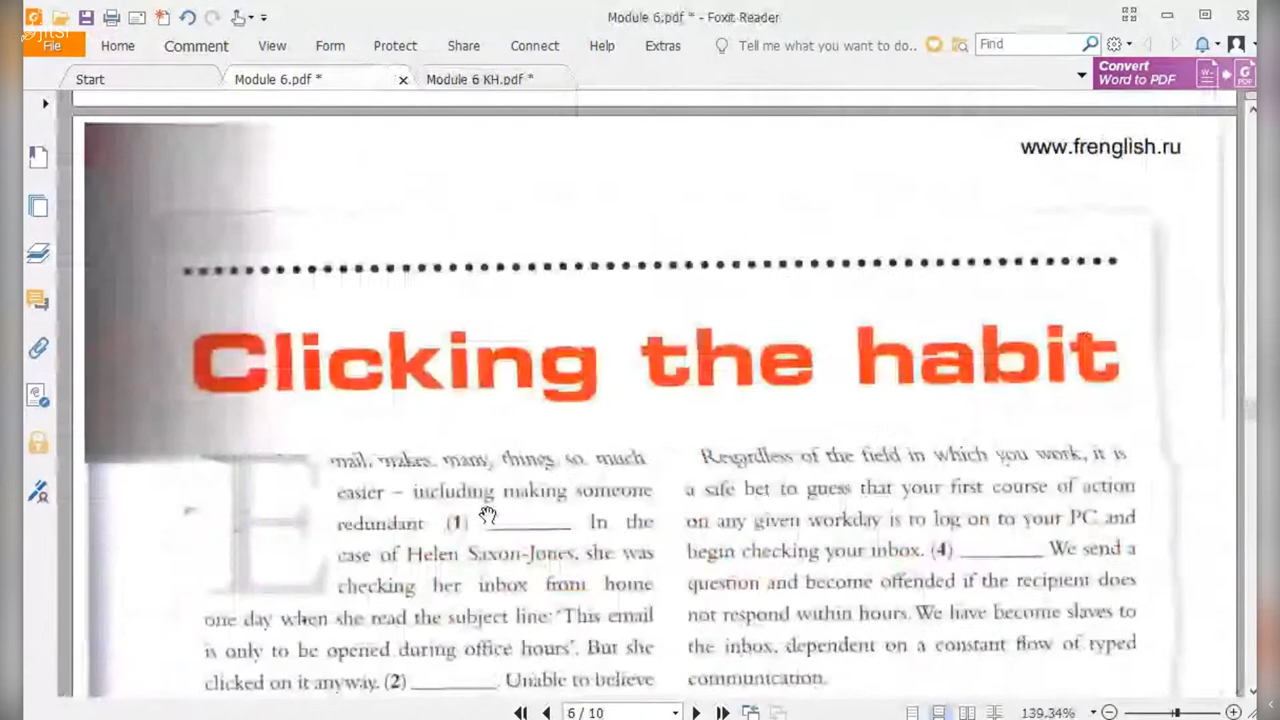 Module 6.pdf * - Foxit Reader
jitsi
File Home Comment View Form Protect Share Connect Help Extras Tell me what you want to do.. Find
Start Module 6.pdf * Module 6 KH.pdf *
Convert
Word to PDF
www.frenglish.ru
Clicking the habit
Email makes many things so much
easier – including making someone
redundant (1) ________ In the
case of Helen Saxon-Jones, she was
checking her inbox from home
one day when she read the subject line: 'This email
is only to be opened during office hours'. But she
clicked on it anyway. (2) ________ Unable to believe
Regardless of the field in which you work, it is
a safe bet to guess that your first course of action
on any given workday is to log on to your PC and
begin checking your inbox. (4) ________ We send a
question and become offended if the recipient does
not respond within hours. We have become slaves to
the inbox, dependent on a constant flow of typed
communication.
6 / 10 139.34%